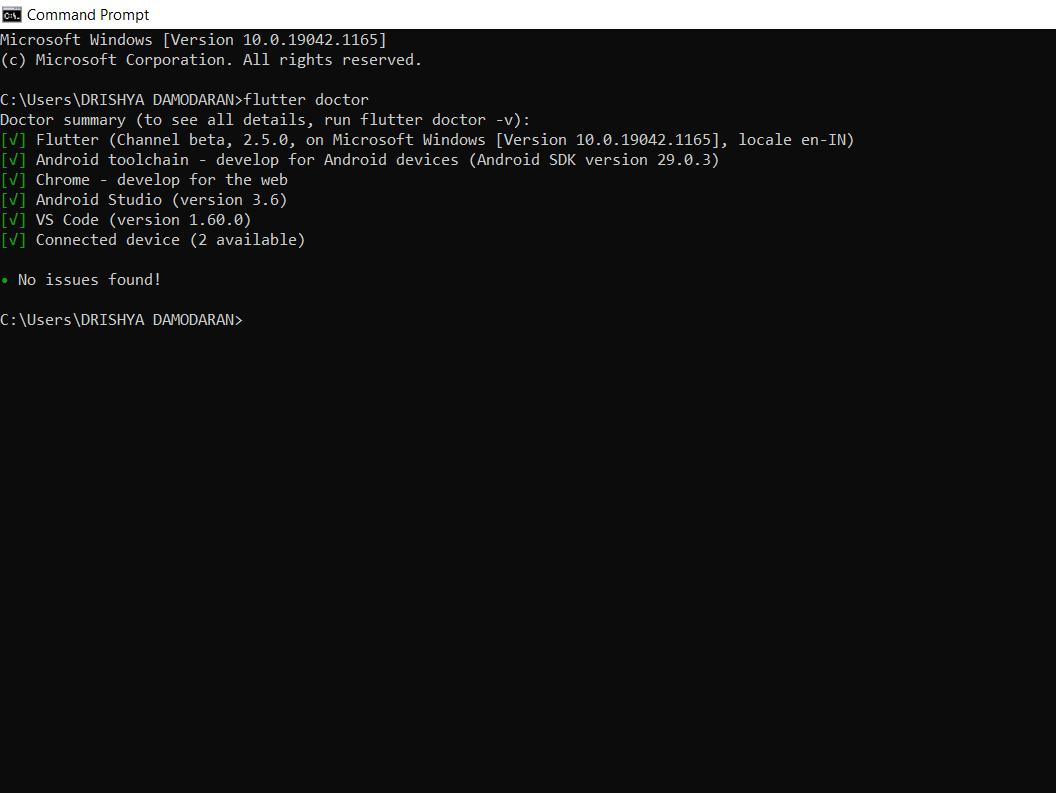 Command Prompt
Microsoft Windows [Version 10.0.19042.1165]
(c) Microsoft Corporation. All rights reserved.
C:\Users\DRISHYA DAMODARAN>flutter doctor
Doctor summary (to see all details, run flutter doctor -v):
[√] Flutter (Channel beta, 2.5.0, on Microsoft Windows [Version 10.0.19042.1165], locale en-IN)
[√] Android toolchain - develop for Android devices (Android SDK version 29.0.3)
[√] Chrome - develop for the web
[√] Android Studio (version 3.6)
[√] VS Code (version 1.60.0)
[√] Connected device (2 available)
• No issues found!
C:\Users\DRISHYA DAMODARAN>